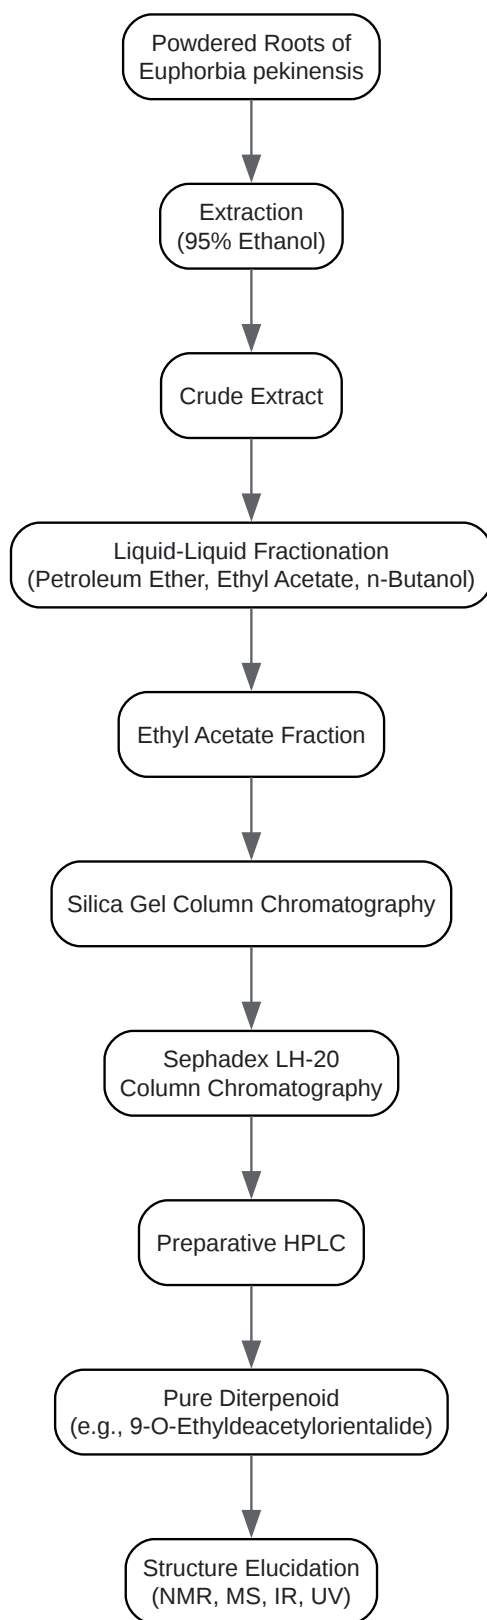 Powdered Roots of
Euphorbia pekinensis
Extraction
(95% Ethanol)
Crude Extract
Liquid-Liquid Fractionation
(Petroleum Ether, Ethyl Acetate, n-Butanol)
Ethyl Acetate Fraction
Silica Gel Column Chromatography
Sephadex LH-20
Column Chromatography
Preparative HPLC
Pure Diterpenoid
(e.g., 9-O-Ethyldeacetylorientalide)
Structure Elucidation
(NMR, MS, IR, UV)